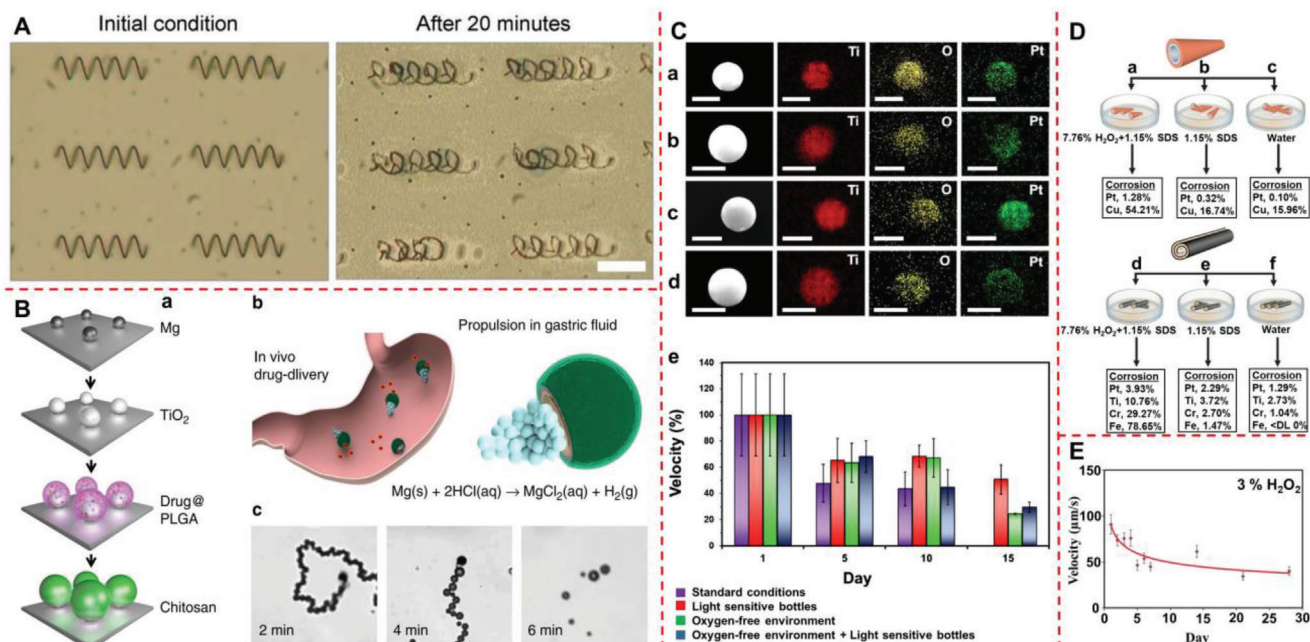 A
Initial condition
After 20 minutes
B
a
Mg
TiO2
Drug@
PLGA
Chitosan
b
In vivo
drug-dlivery
Propulsion in gastric fluid
Mg(s) + 2HCl(aq) → MgCl2(aq) + H2(g)
c
2 min
4 min
6 min
C
a
Ti
O
Pt
b
Ti
O
Pt
c
Ti
O
Pt
d
Ti
O
Pt
e
Velocity (%)
140
120
100
80
60
40
20
0
1
5
10
15
Day
Standard conditions
Light sensitive bottles
Oxygen-free environment
Oxygen-free environment + Light sensitive bottles
D
a
b
c
7.76% H2O2+1.15% SDS
1.15% SDS
Water
Corrosion
Pt, 1.28%
Cu, 54.21%
Corrosion
Pt, 0.32%
Cu, 16.74%
Corrosion
Pt, 0.10%
Cu, 15.96%
d
e
f
7.76% H2O2+1.15% SDS
1.15% SDS
Water
Corrosion
Pt, 3.93%
Ti, 10.76%
Cr, 29.27%
Fe, 78.65%
Corrosion
Pt, 2.29%
Ti, 3.72%
Cr, 2.70%
Fe, 1.47%
Corrosion
Pt, 1.29%
Ti, 2.73%
Cr, 1.04%
Fe, <DL 0%
E
3 % H2O2
Velocity (μm/s)
150
100
50
0
0
5
10
15
20
25
30
Day